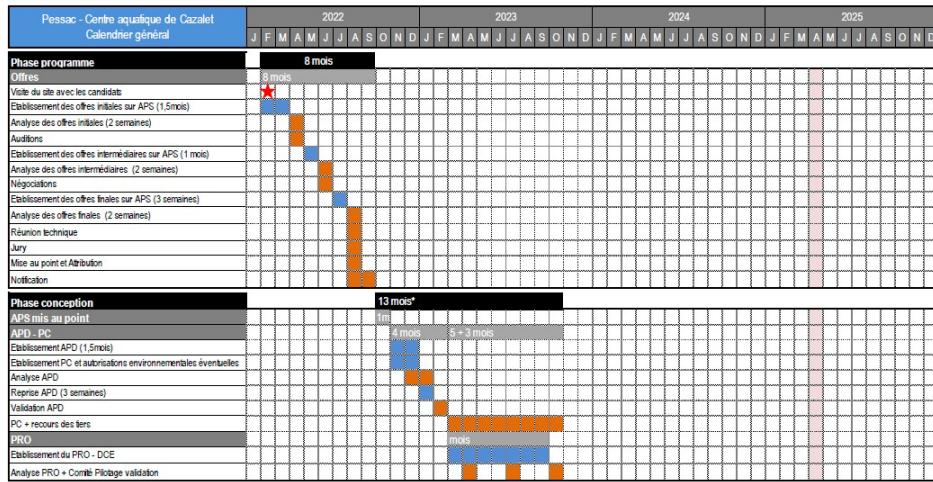 Pessac - Centre aquatique de Cazalet
Calendrier général
2022 2023 2024 2025
J F M A M J J A S O N D J F M A M J J A S O N D J F M A M J J A S O N D J F M A M J J A S O N D
Phase programme 8 mois
Offres 8 mois
Visite du site avec les candidats
Etablissement des offres initiales sur APS (1,5mois)
Analyse des offres initiales (2 semaines)
Auditions
Etablissement des offres intermédiaires sur APS (1 mois)
Analyse des offres intermédiaires (2 semaines)
Négociations
Etablissement des offres finales sur APS (3 semaines)
Analyse des offres finales (2 semaines)
Réunion technique
Jury
Mise au point et Attribution
Notification
Phase conception 13 mois*
APS mis au point 1m
APD - PC 4 mois 5 + 3 mois
Etablissement APD (1,5mois)
Etablissement PC et autorisations environnementales éventuelles
Analyse APD
Reprise APD (3 semaines)
Validation APD
PC + recours des tiers
PRO mois
Etablissement du PRO - DCE
Analyse PRO + Comité Pilotage validation